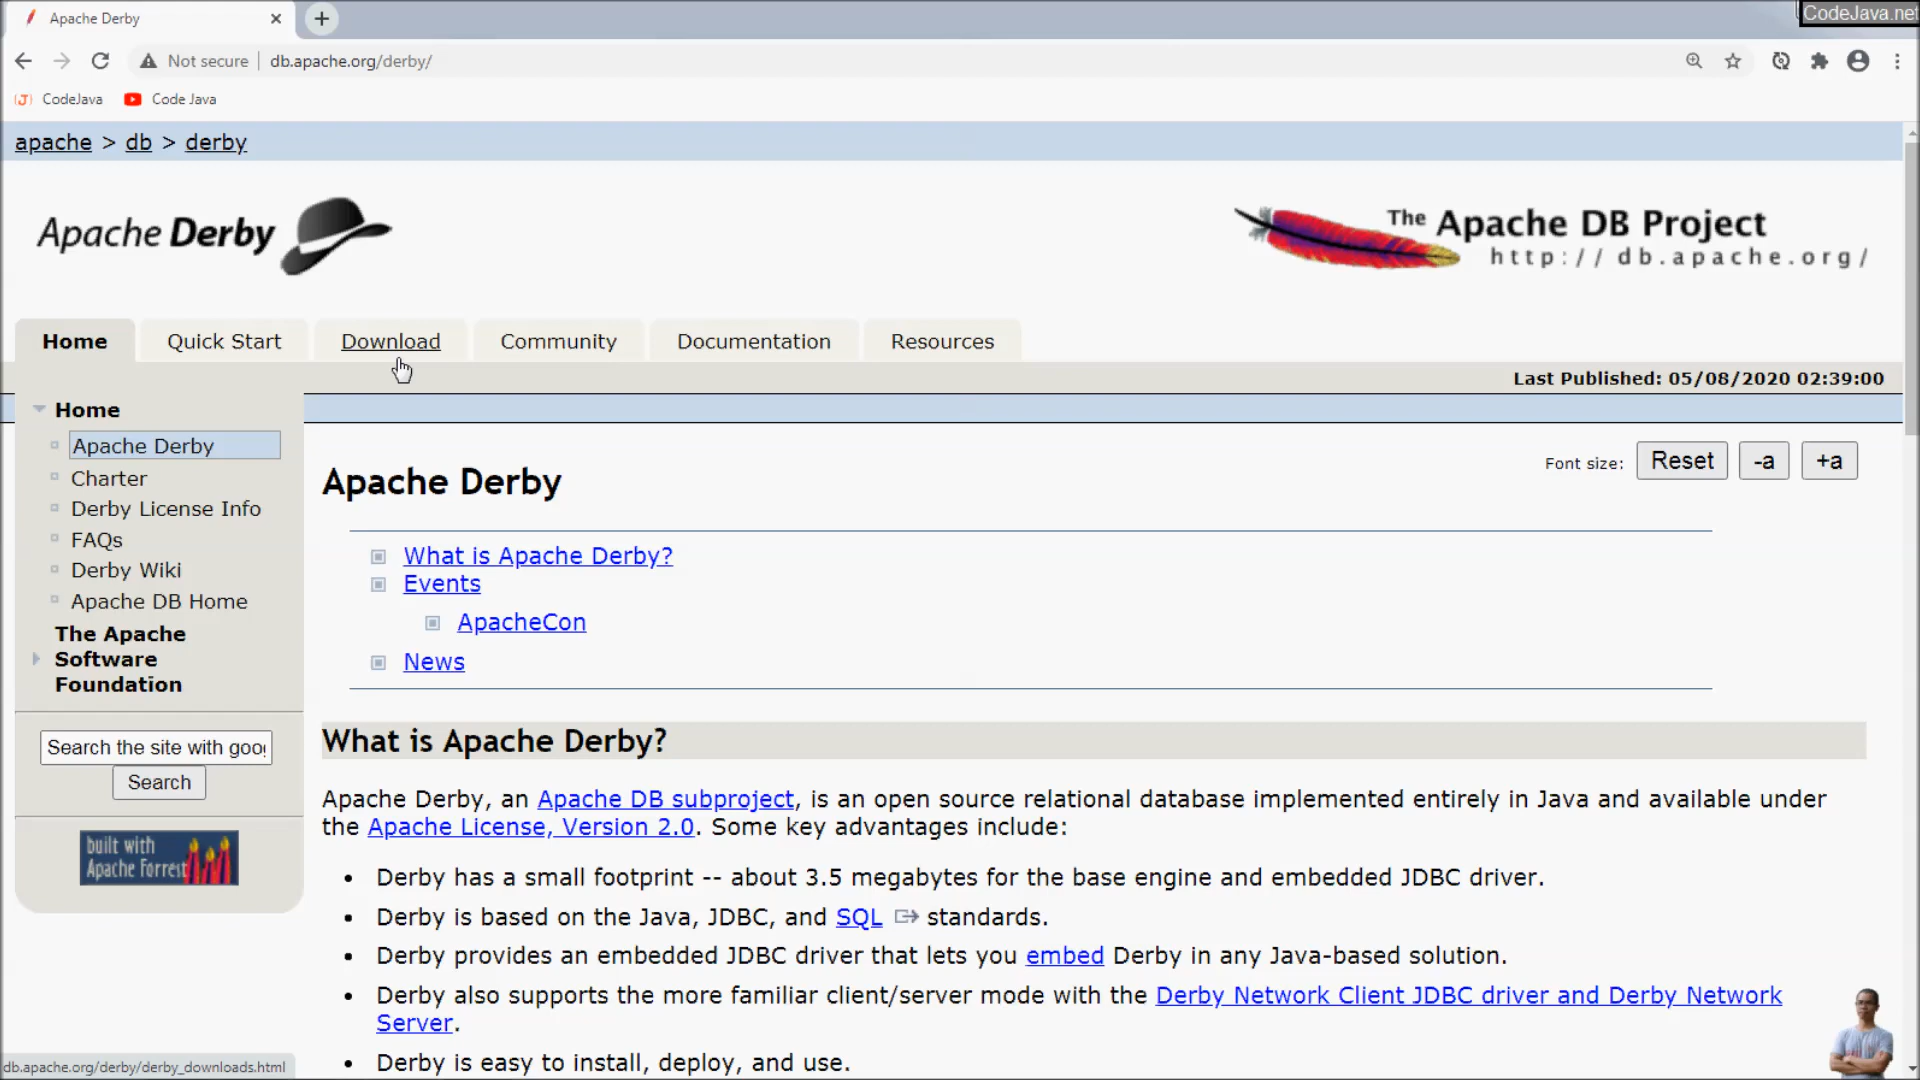 Apache Derby
CodeJava.net
Not secure
db.apache.org/derby/
CodeJava
Code Java
apache > db > derby
Apache Derby
The Apache DB Project
http://db.apache.org/
Home
Quick Start
Download
Community
Documentation
Resources
Last Published: 05/08/2020 02:39:00
Home
Apache Derby
Charter
Derby License Info
FAQs
Derby Wiki
Apache DB Home
The Apache
Software
Foundation
Search the site with goo
Search
built with
Apache Forrest
Font size:
Reset
-a
+a
Apache Derby
What is Apache Derby?
Events
ApacheCon
News
What is Apache Derby?
Apache Derby, an Apache DB subproject, is an open source relational database implemented entirely in Java and available under
the Apache License, Version 2.0. Some key advantages include:
• Derby has a small footprint -- about 3.5 megabytes for the base engine and embedded JDBC driver.
• Derby is based on the Java, JDBC, and SQL standards.
• Derby provides an embedded JDBC driver that lets you embed Derby in any Java-based solution.
• Derby also supports the more familiar client/server mode with the Derby Network Client JDBC driver and Derby Network
Server.
• Derby is easy to install, deploy, and use.
db.apache.org/derby/derby_downloads.html